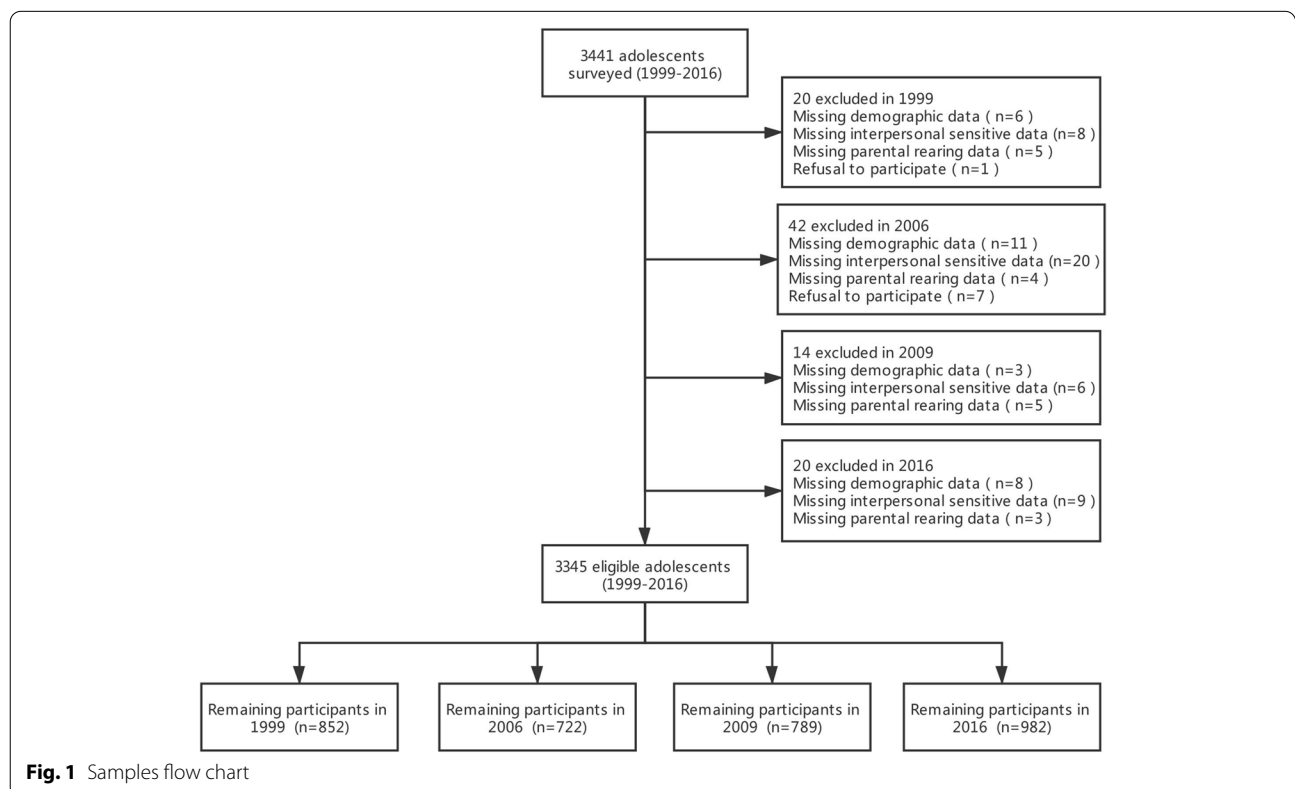 3441 adolescents
surveyed (1999-2016)
20 excluded in 1999
Missing demographic data ( n=6 )
Missing interpersonal sensitive data (n=8 )
Missing parental rearing data ( n=5 )
Refusal to participate ( n=1 )
42 excluded in 2006
Missing demographic data ( n=11 )
Missing interpersonal sensitive data (n=20 )
Missing parental rearing data ( n=4 )
Refusal to participate ( n=7 )
14 excluded in 2009
Missing demographic data ( n=3 )
Missing interpersonal sensitive data (n=6 )
Missing parental rearing data ( n=5 )
20 excluded in 2016
Missing demographic data ( n=8 )
Missing interpersonal sensitive data (n=9 )
Missing parental rearing data ( n=3 )
3345 eligible adolescents
(1999-2016)
Remaining participants in
1999 (n=852)
Remaining participants in
2006 (n=722)
Remaining participants in
2009 (n=789)
Remaining participants in
2016 (n=982)
Fig. 1 Samples flow chart